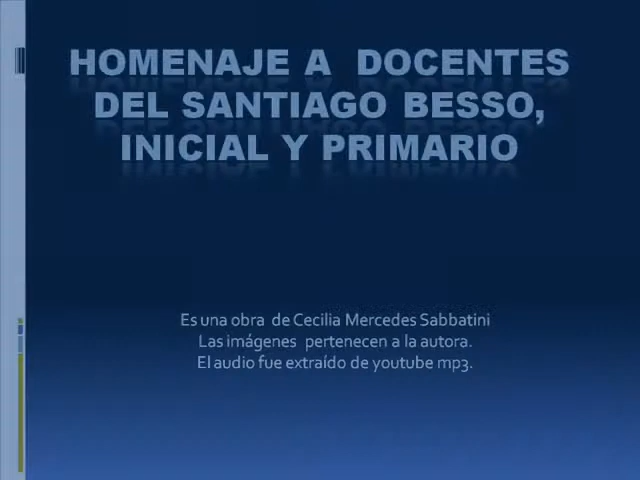 HOMENAJE A DOCENTES
DEL SANTIAGO BESSO,
INICIAL Y PRIMARIO
Es una obra de Cecilia Mercedes Sabbatini
Las imágenes pertenecen a la autora.
El audio fue extraído de youtube mp3.